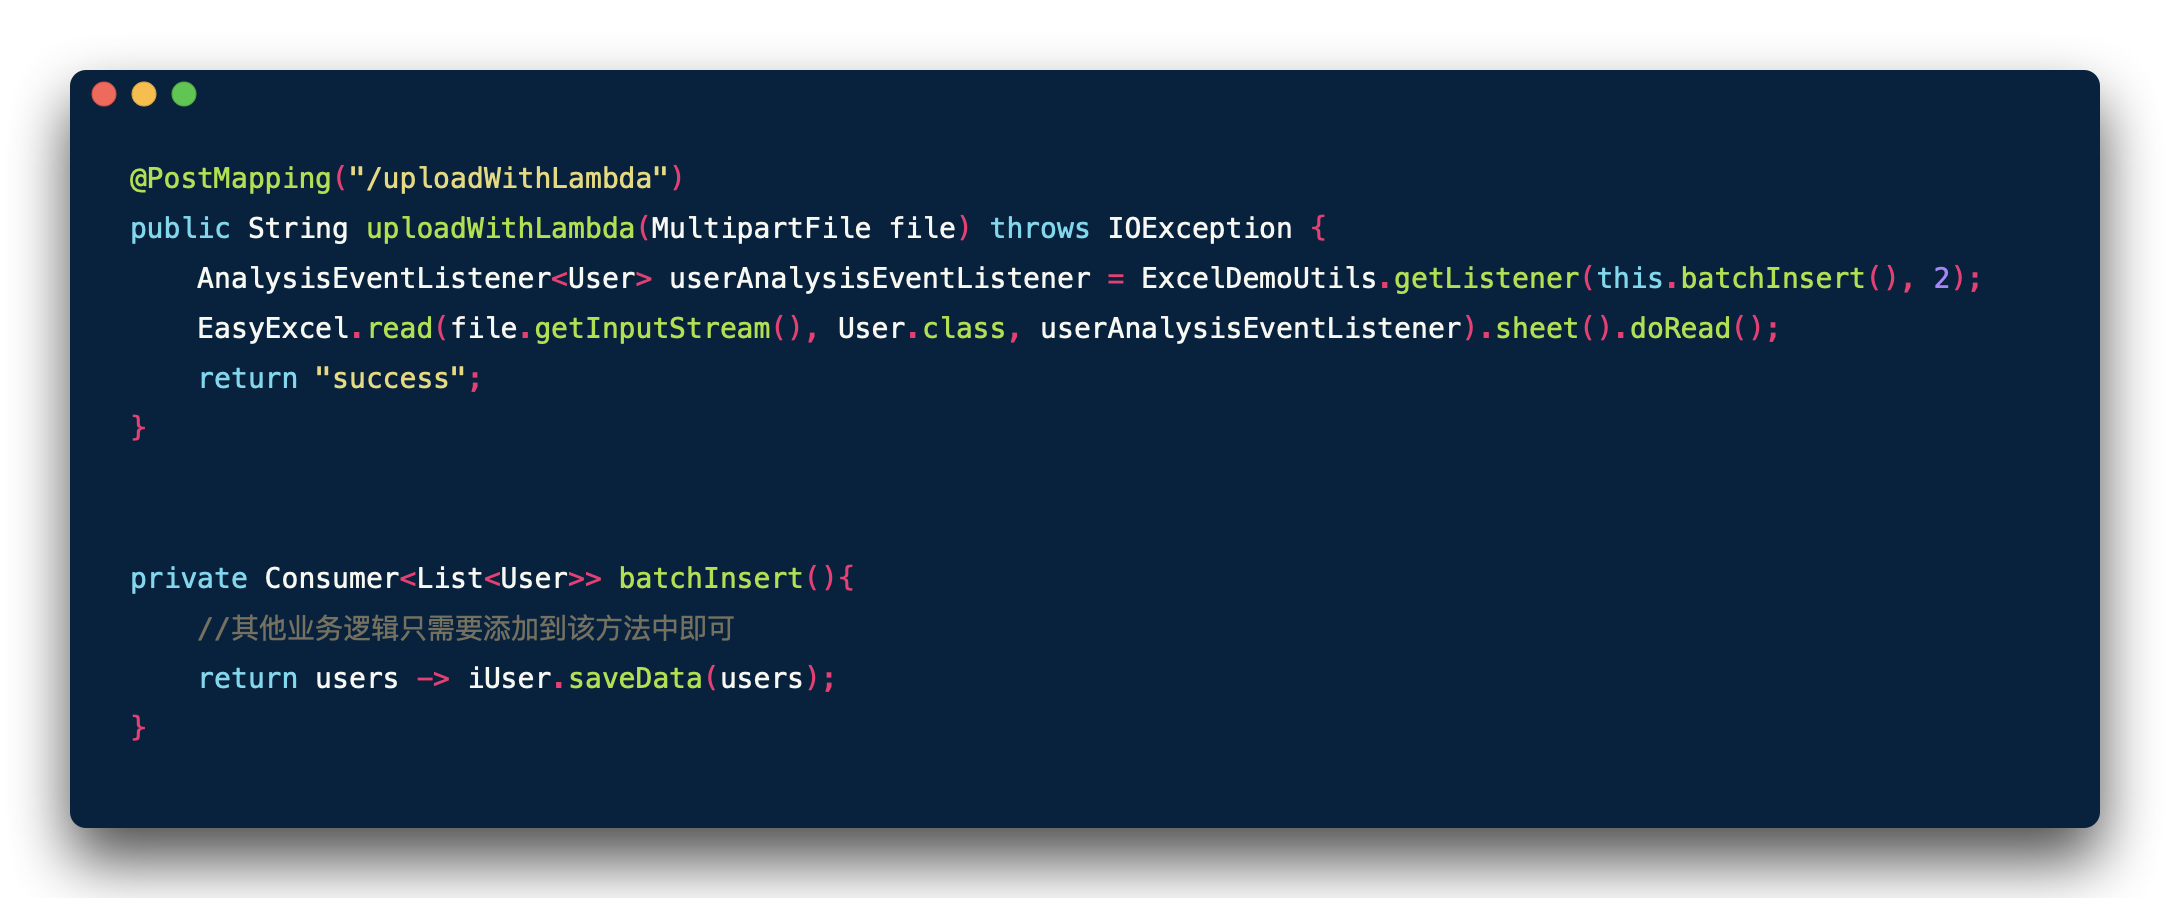 @PostMapping("/uploadWithLambda")
public String uploadWithLambda(MultipartFile file) throws IOException {
    AnalysisEventListener<User> userAnalysisEventListener = ExcelDemoUtils.getListener(this.batchInsert(), 2);
    EasyExcel.read(file.getInputStream(), User.class, userAnalysisEventListener).sheet().doRead();
    return "success";
}
private Consumer<List<User>> batchInsert(){
    //其他业务逻辑只需要添加到该方法中即可
    return users -> iUser.saveData(users);
}